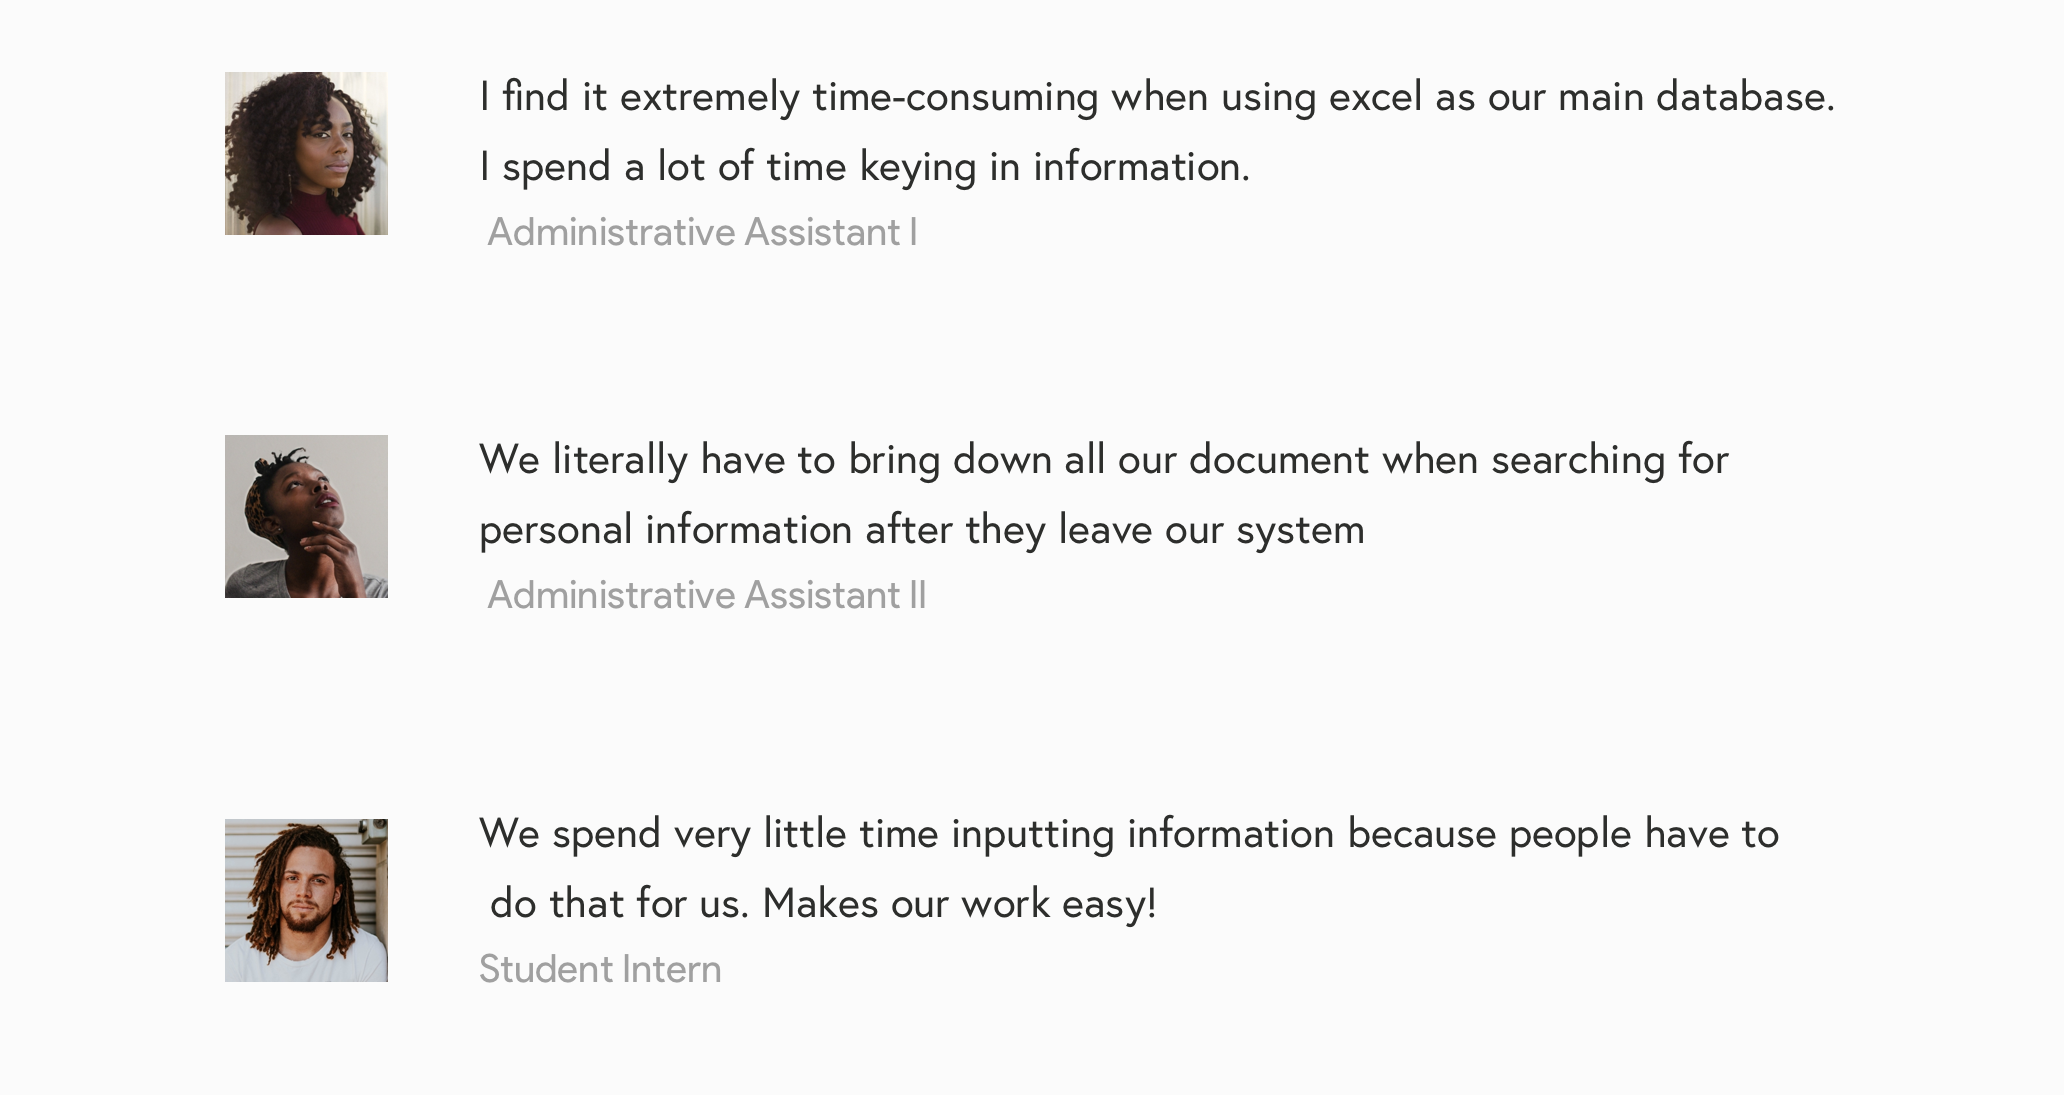 I find it extremely time-consuming when using excel as our main database.
I spend a lot of time keying in information.
Administrative Assistant I
We literally have to bring down all our document when searching for
personal information after they leave our system
Administrative Assistant II
We spend very little time inputting information because people have to
do that for us. Makes our work easy!
Student Intern